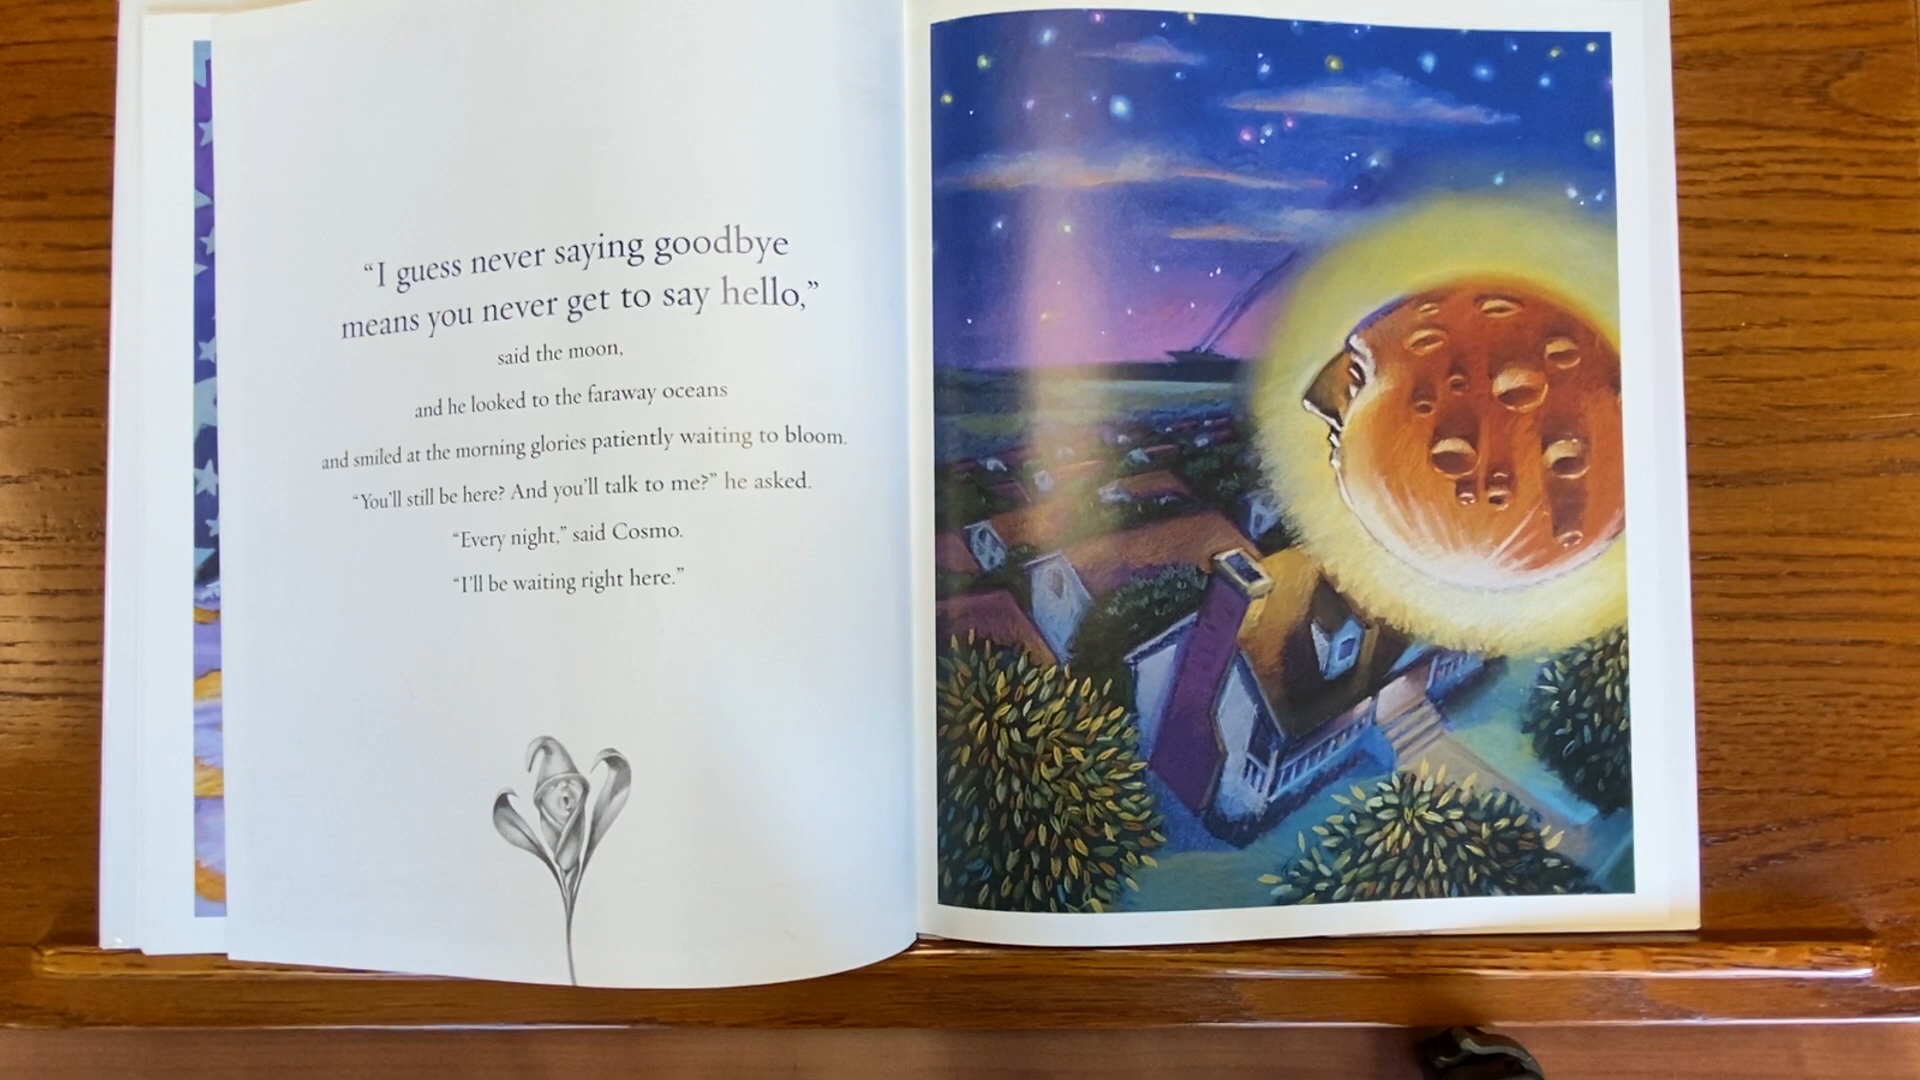 “I guess never saying goodbye
means you never get to say hello,”
said the moon,
and he looked to the faraway oceans
and smiled at the morning glories patiently waiting to bloom.
“You’ll still be here? And you’ll talk to me?” he asked.
“Every night,” said Cosmo.
“I’ll be waiting right here.”